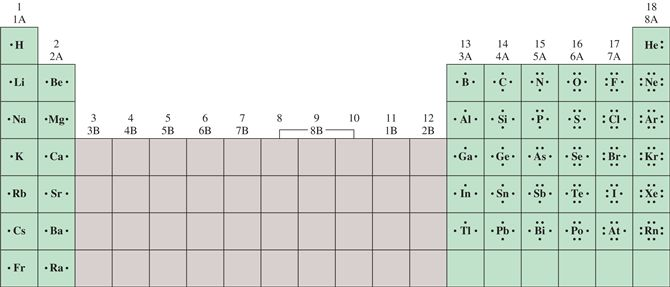 1 18
1A 8A
H 2 13 14 15 16 17 He
2A 3A 4A 5A 6A 7A
Li Be B C N O F Ne
Na Mg 3 4 5 6 7 8 9 10 11 12 Al Si P S Cl Ar
3B 4B 5B 6B 7B 8B 1B 2B
K Ca Ga Ge As Se Br Kr
Rb Sr In Sn Sb Te I Xe
Cs Ba Tl Pb Bi Po At Rn
Fr Ra